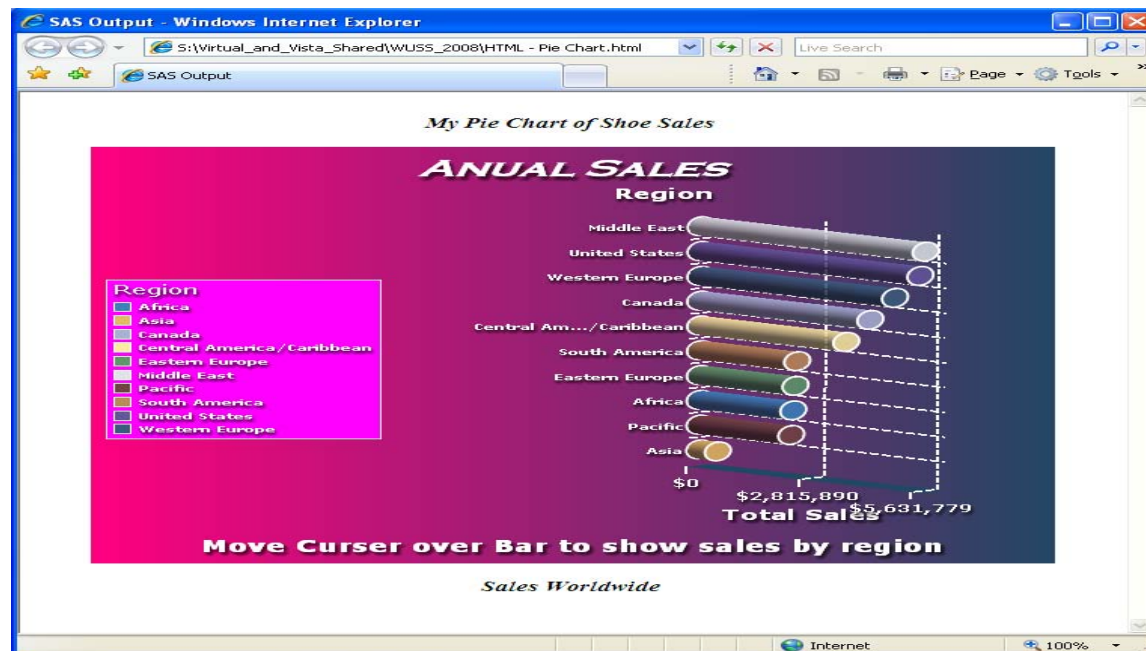 SAS Output - Windows Internet Explorer
S:\Virtual_and_Vista_Shared\WUSS_2008\HTML - Pie Chart.html
Live Search
SAS Output
Page
Tools
»
My Pie Chart of Shoe Sales
ANUAL SALES
Region
Middle East
United States
Western Europe
Canada
Central Am.../Caribbean
South America
Eastern Europe
Africa
Pacific
Asia
Region
Africa
Asia
Canada
Central America/Caribbean
Eastern Europe
Middle East
Pacific
South America
United States
Western Europe
$0
$2,815,890
$5,631,779
Total Sales
Move Curser over Bar to show sales by region
Sales Worldwide
Internet
100%